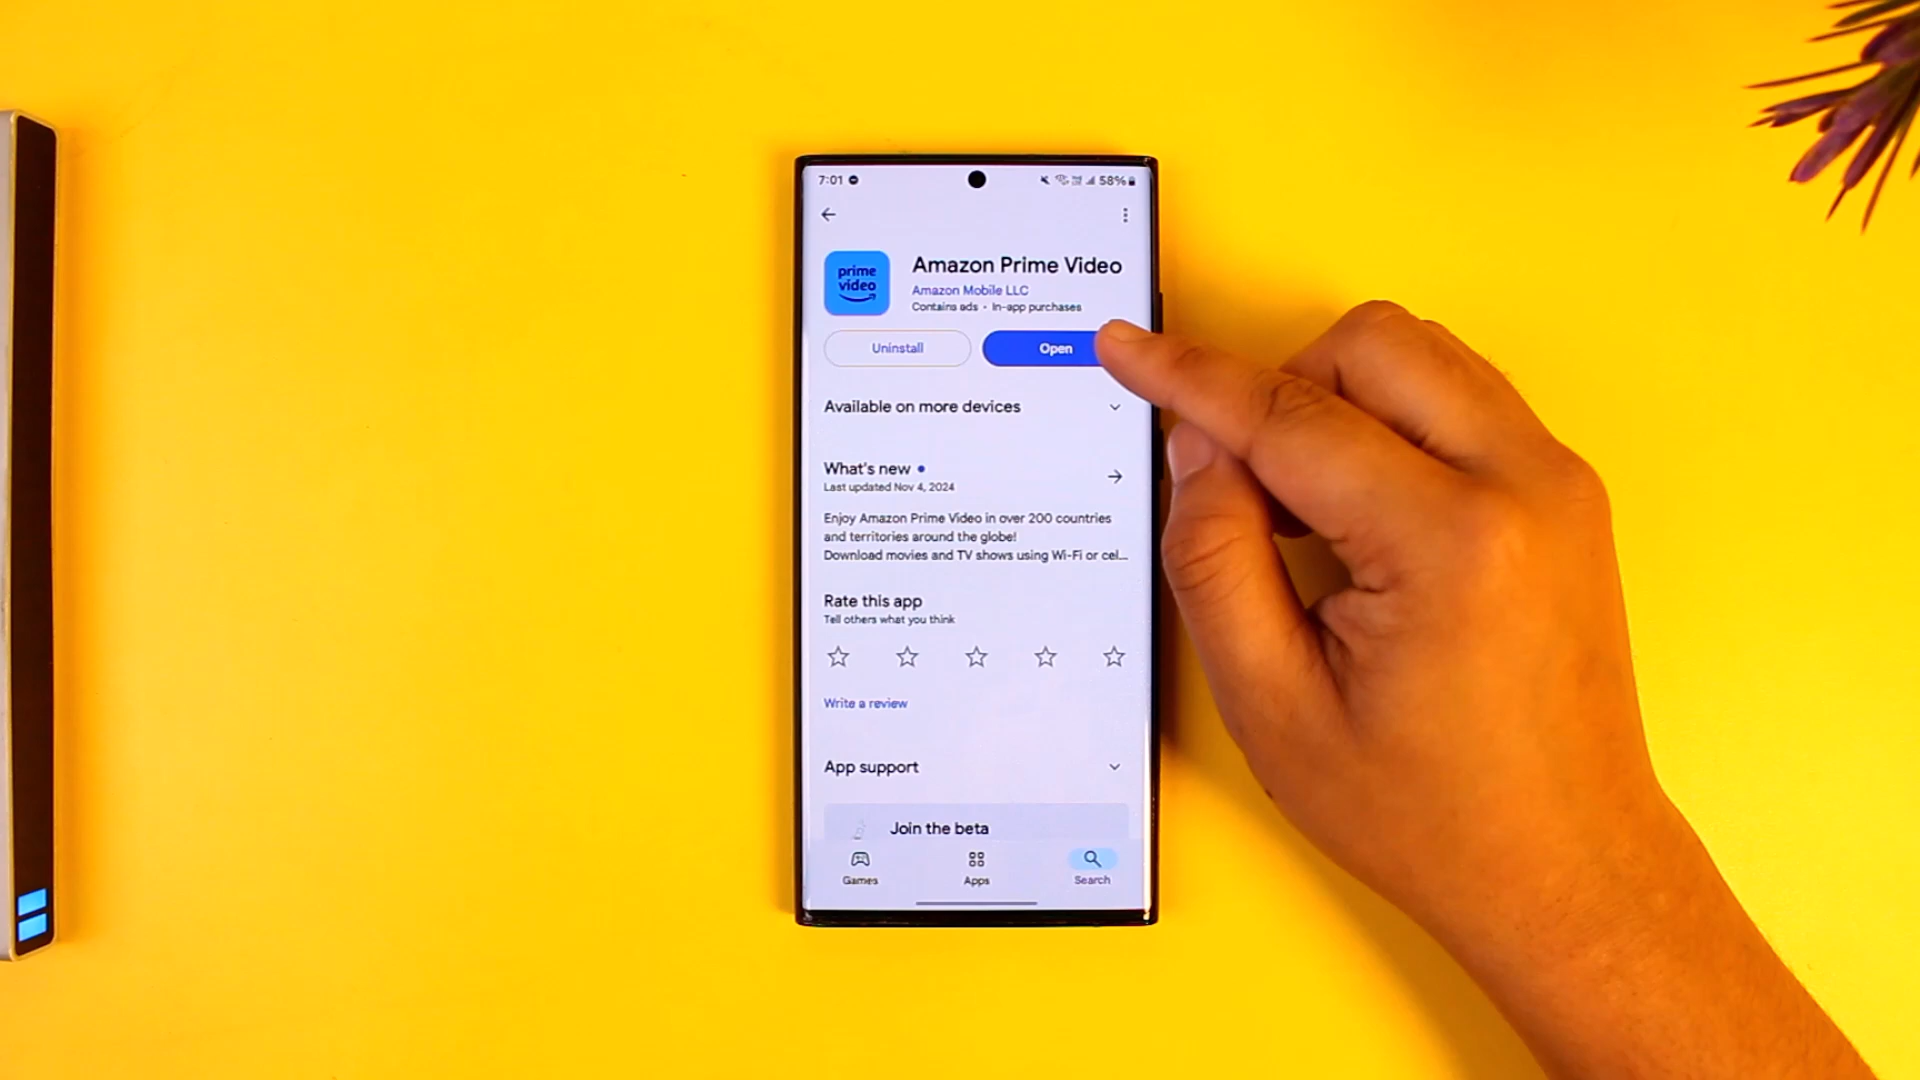 7:01
58%
prime
video
Amazon Prime Video
Amazon Mobile LLC
Contains ads • In-app purchases
Uninstall
Open
Available on more devices
What's new •
Last updated Nov 4, 2024
Enjoy Amazon Prime Video in over 200 countries
and territories around the globe!
Download movies and TV shows using Wi-Fi or cel...
Rate this app
Tell others what you think
Write a review
App support
Join the beta
Games
Apps
Search